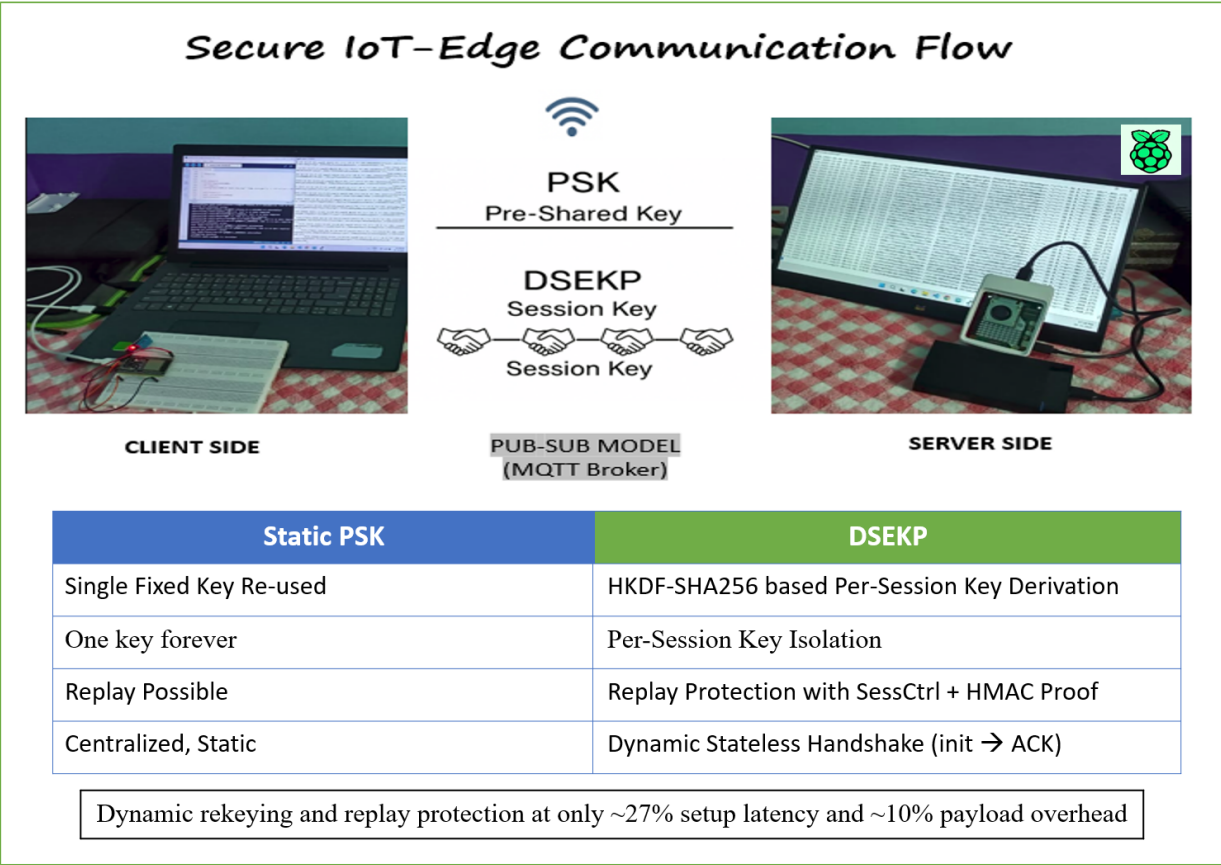 Secure IoT-Edge Communication Flow
PSK
Pre-Shared Key
DSEKP
Session Key
Session Key
CLIENT SIDE
PUB-SUB MODEL
(MQTT Broker)
SERVER SIDE
Static PSK
DSEKP
Single Fixed Key Re-used
HKDF-SHA256 based Per-Session Key Derivation
One key forever
Per-Session Key Isolation
Replay Possible
Replay Protection with SessCtrl + HMAC Proof
Centralized, Static
Dynamic Stateless Handshake (init → ACK)
Dynamic rekeying and replay protection at only ~27% setup latency and ~10% payload overhead